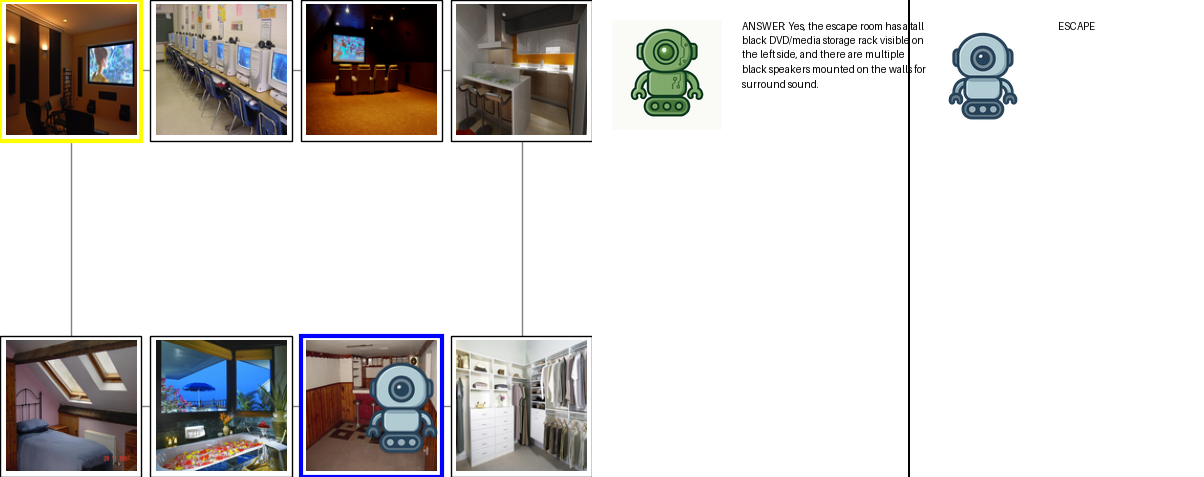 ANSWER: Yes, the escape room has a tall
black DVD/media storage rack visible on
the left side, and there are multiple
black speakers mounted on the walls for
surround sound.
ESCAPE